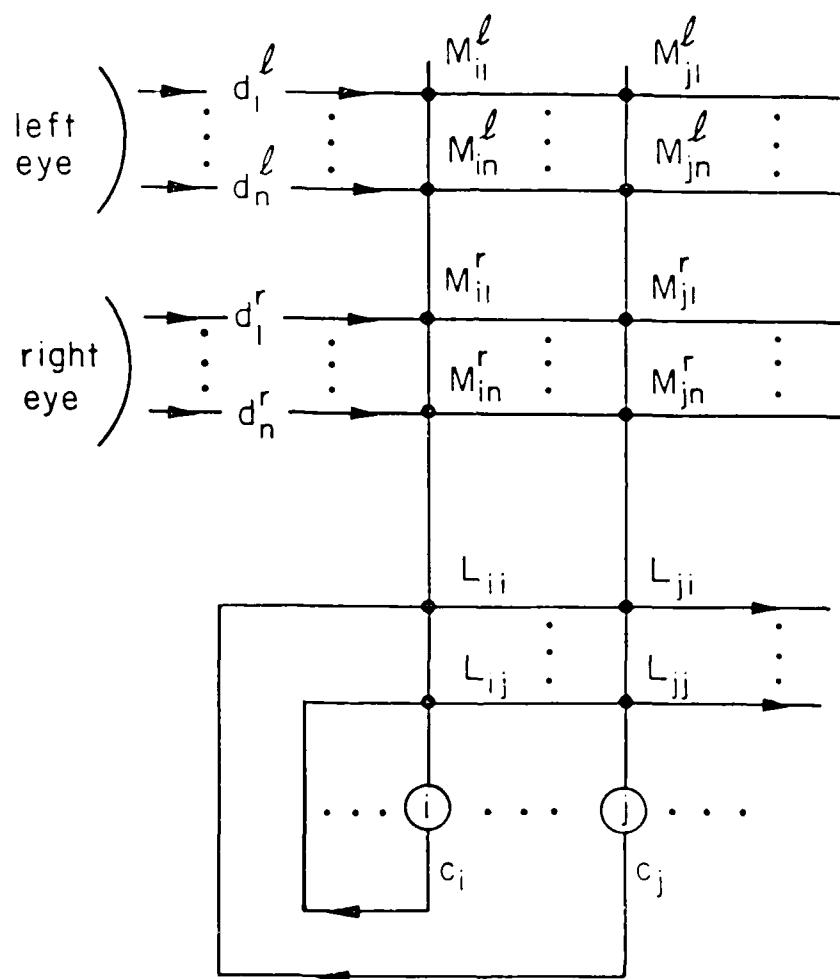 M_{i1}^ℓ M_{j1}^ℓ
d_1^ℓ
left
eye
M_{in}^ℓ M_{jn}^ℓ
d_n^ℓ
M_{i1}^r M_{j1}^r
d_1^r
right
eye
M_{in}^r M_{jn}^r
d_n^r
L_{ii} L_{ji}
L_{ij} L_{jj}
i j
c_i c_j